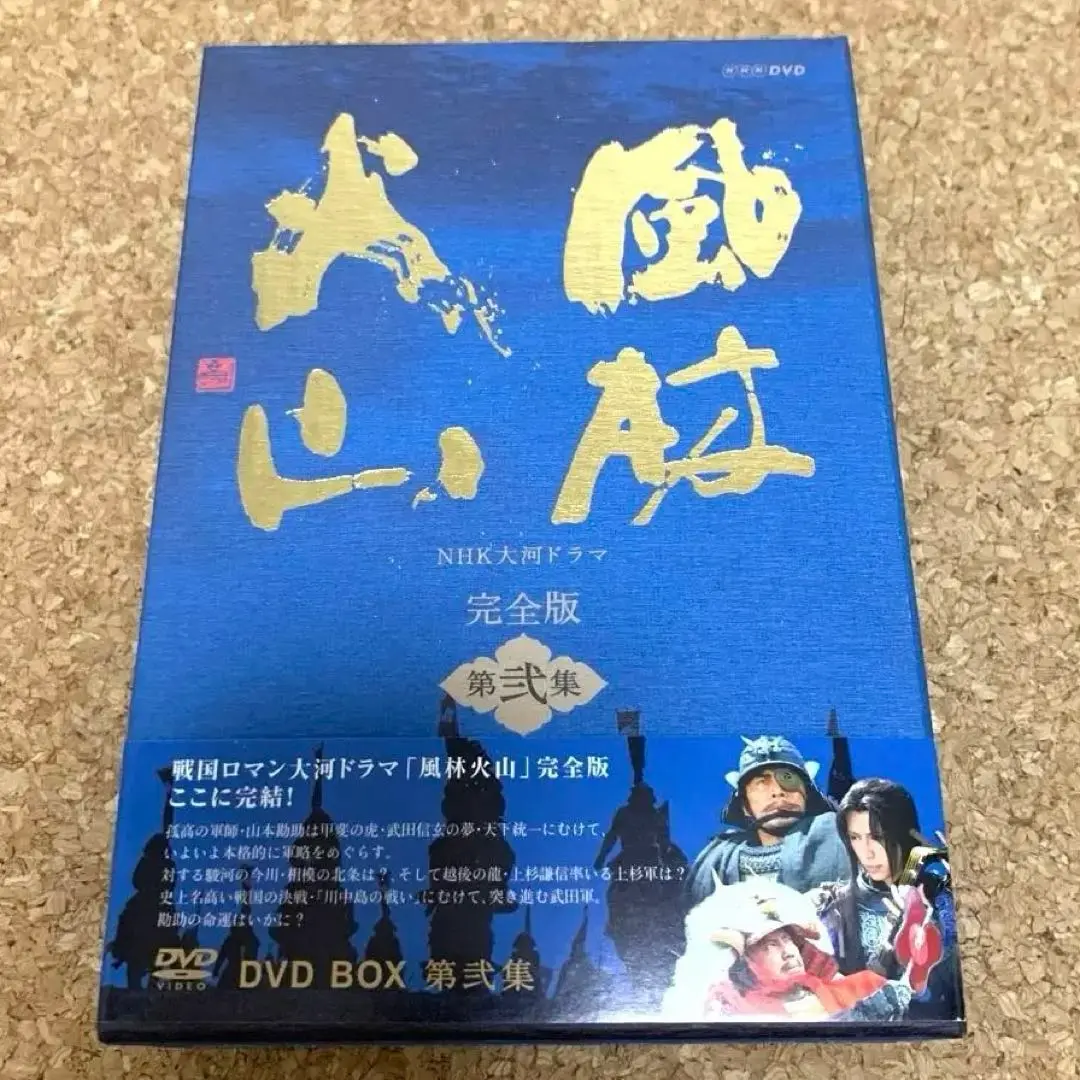 NHK DVD
風林
火山
NHK大河ドラマ
完全版
第弐集
戦国ロマン大河ドラマ「風林火山」完全版
ここに完結!
孤高の軍師・山本勘助は甲斐の虎・武田信玄の夢・天下統一にむけて、
いよいよ本格的に軍略をめぐらす。
対する駿河の今川・相模の北条は?、そして越後の龍・上杉謙信率いる上杉軍は?
史上名高い戦国の決戦・「川中島の戦い」にむけて、突き進む武田軍。
勘助の命運はいかに?
DVD
VIDEO
DVD BOX 第弐集